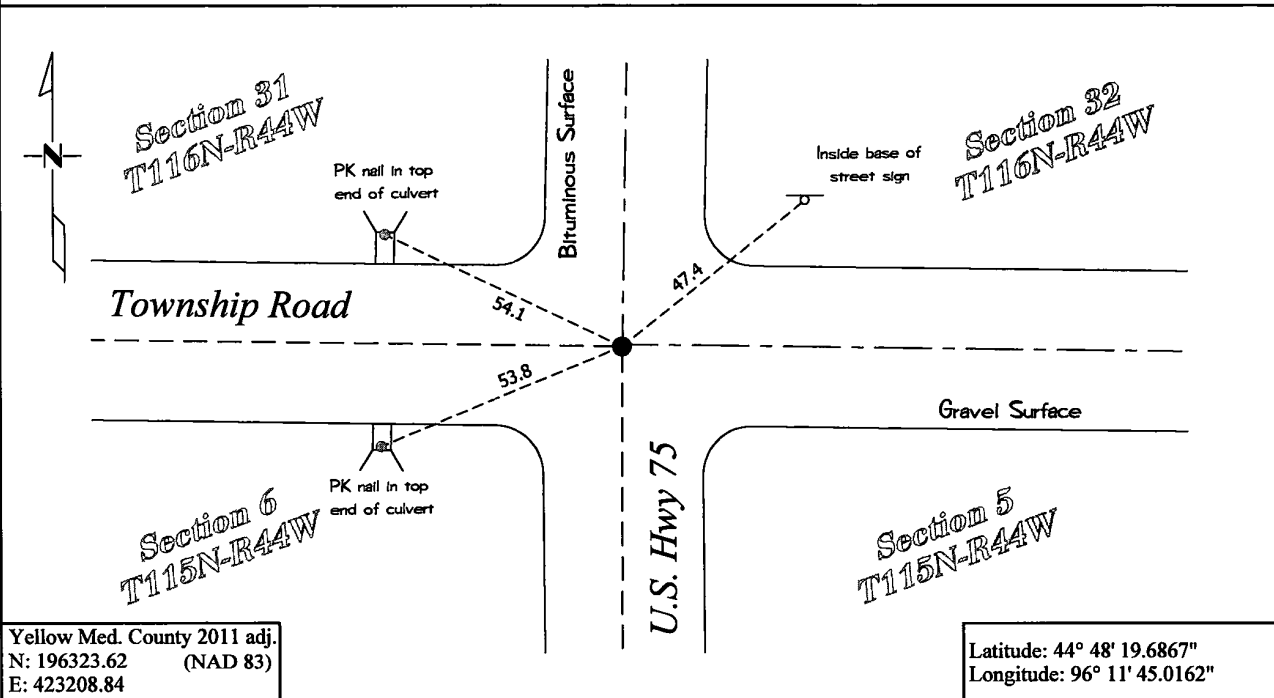 Section 31
T116N-R44W
Bituminous Surface
Section 32
T116N-R44W
PK nail in top
end of culvert
Inside base of
street sign
N
Township Road
54.1
47.4
53.8
Gravel Surface
PK nail in top
end of culvert
U.S. Hwy 75
Section 6
T115N-R44W
Section 5
T115N-R44W
Yellow Med. County 2011 adj.
N: 196323.62 (NAD 83)
E: 423208.84
Latitude: 44° 48' 19.6867"
Longitude: 96° 11' 45.0162"